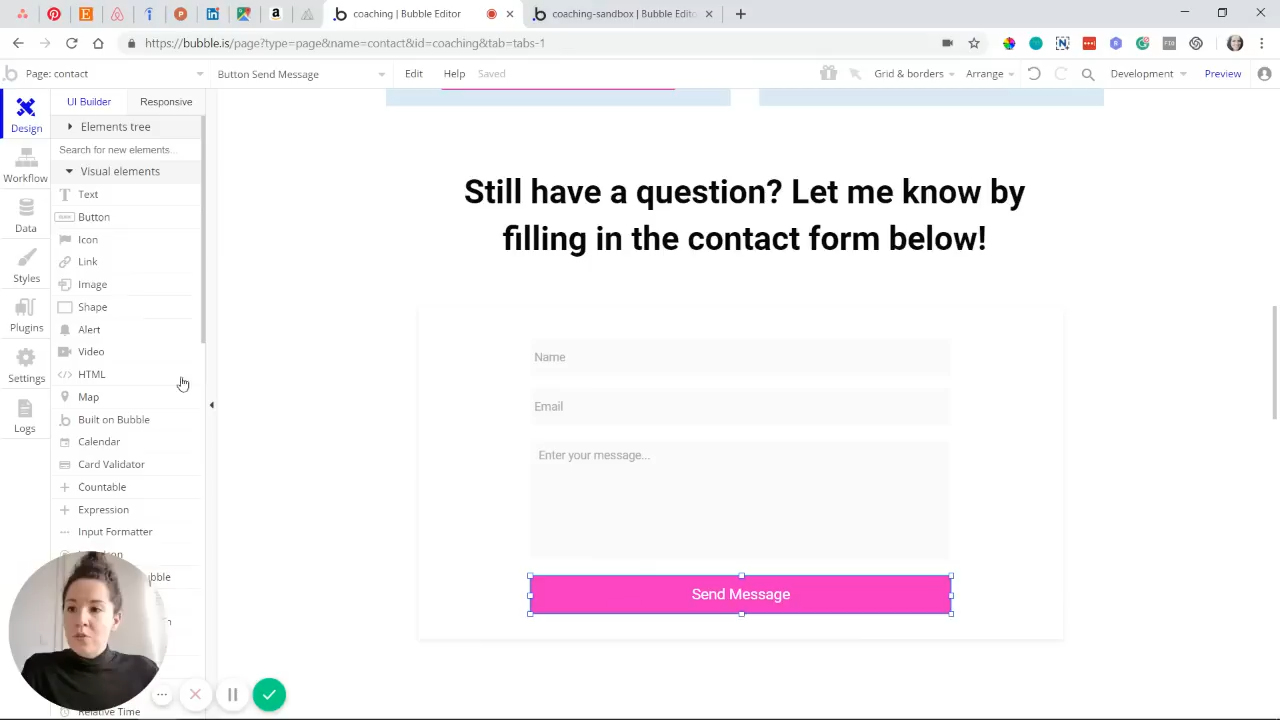 coaching | Bubble Editor
coaching-sandbox | Bubble Edito
https://bubble.is/page?type=page&name=contact&id=coaching&tab=tabs-1
Page: contact
Button Send Message
Edit
Help
Saved
Grid & borders
Arrange
Development
Preview
UI Builder
Responsive
Design
Workflow
Data
Styles
Plugins
Settings
Logs
Elements tree
Search for new elements...
Visual elements
Text
Button
Icon
Link
Image
Shape
Alert
Video
HTML
Map
Built on Bubble
Calendar
Card Validator
Countable
Expression
Input Formatter
Relative Time
Still have a question? Let me know by
filling in the contact form below!
Name
Email
Enter your message...
Send Message